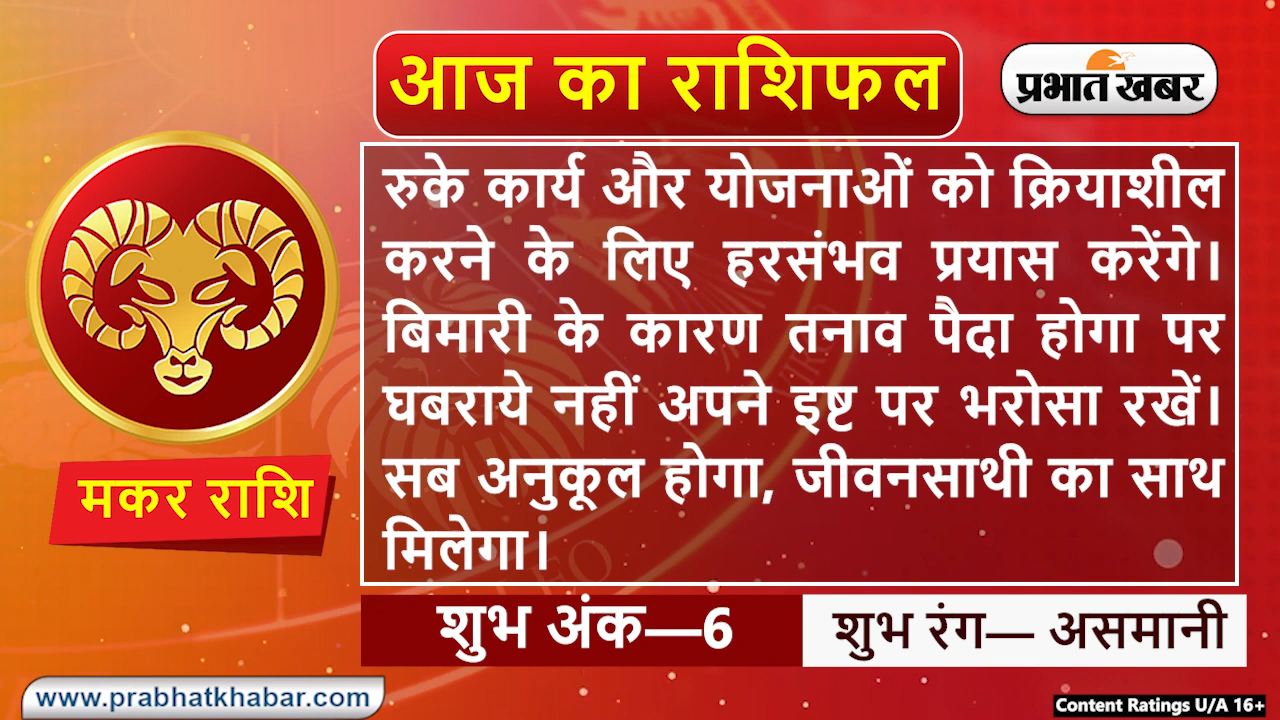 आज का राशिफल
प्रभात खबर
रुके कार्य और योजनाओं को क्रियाशील
करने के लिए हरसंभव प्रयास करेंगे।
बिमारी के कारण तनाव पैदा होगा पर
घबराये नहीं अपने इष्ट पर भरोसा रखें।
सब अनुकूल होगा, जीवनसाथी का साथ
मिलेगा।
मकर राशि
शुभ अंक—6
शुभ रंग— असमानी
www.prabhatkhabar.com
Content Ratings U/A 16+